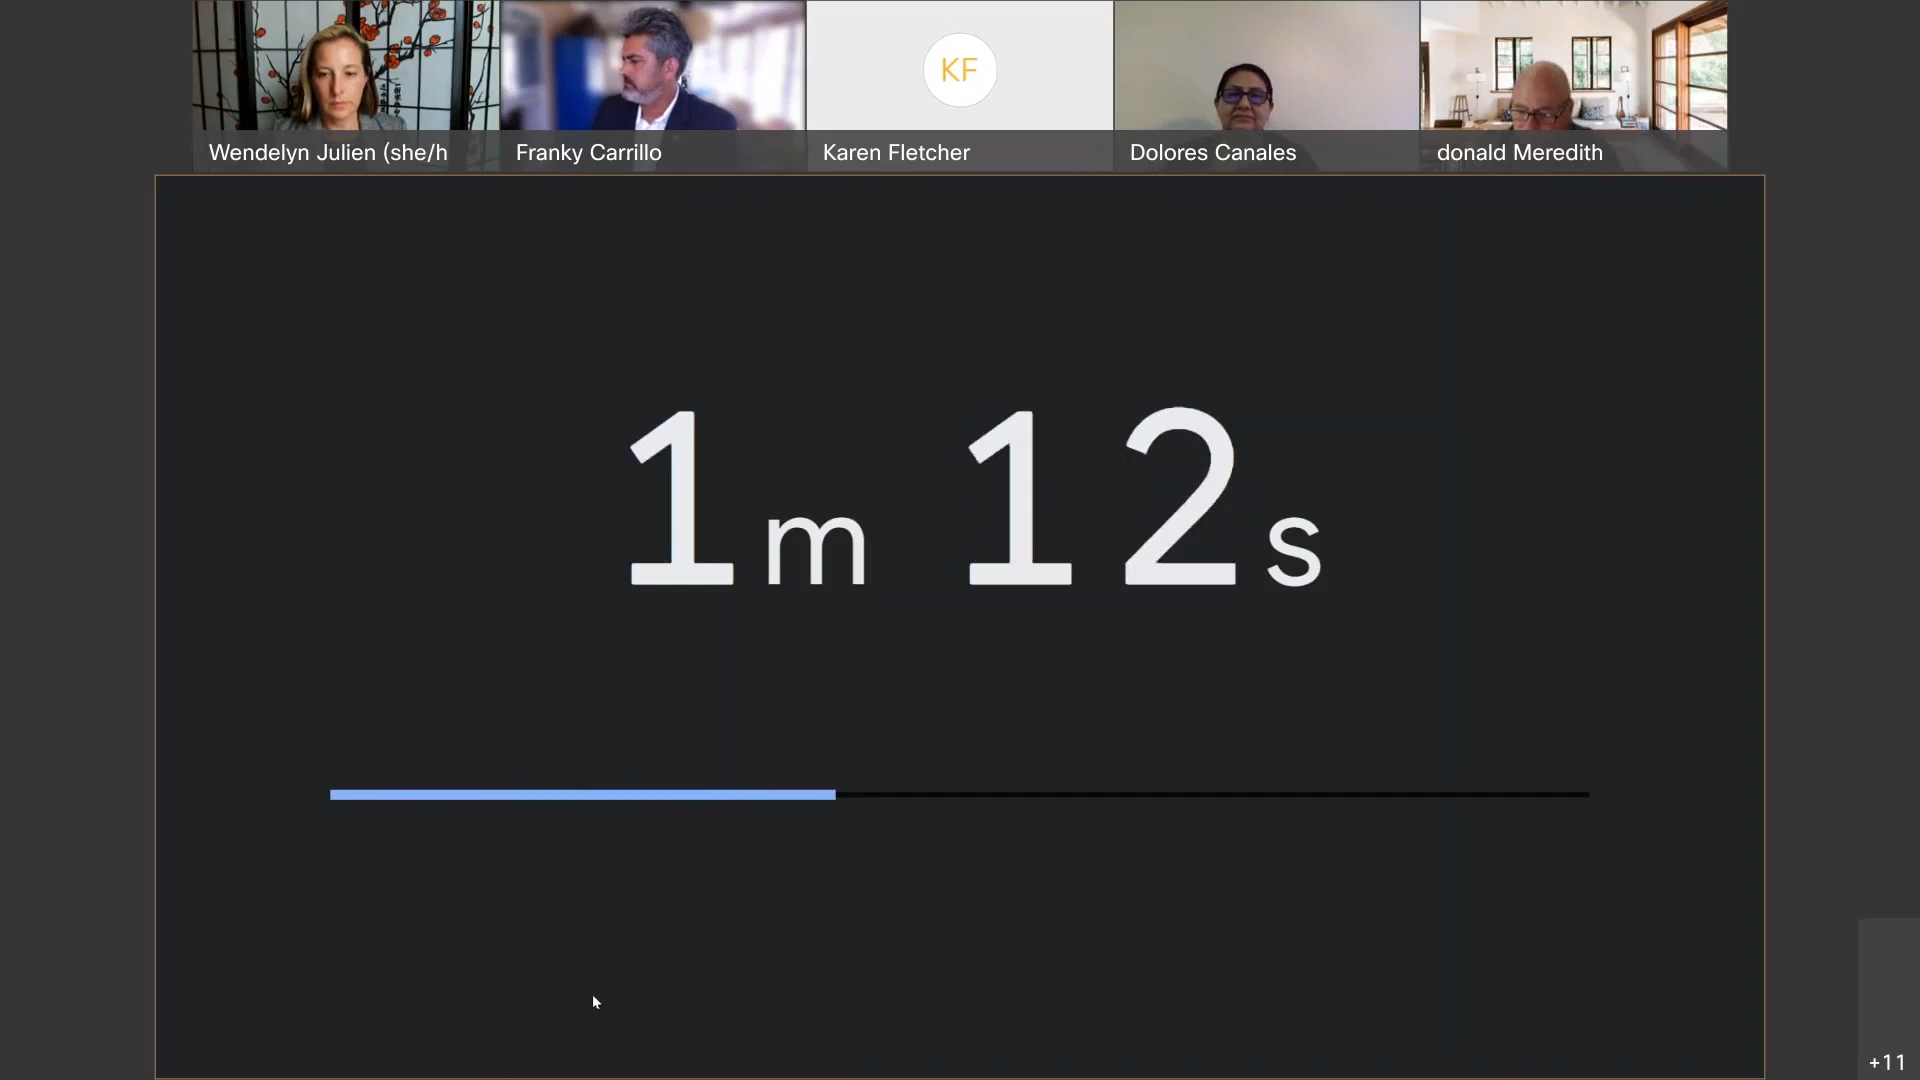 KF
Wendelyn Julien (she/h
Franky Carrillo
Karen Fletcher
Dolores Canales
donald Meredith
1m 12s
+11